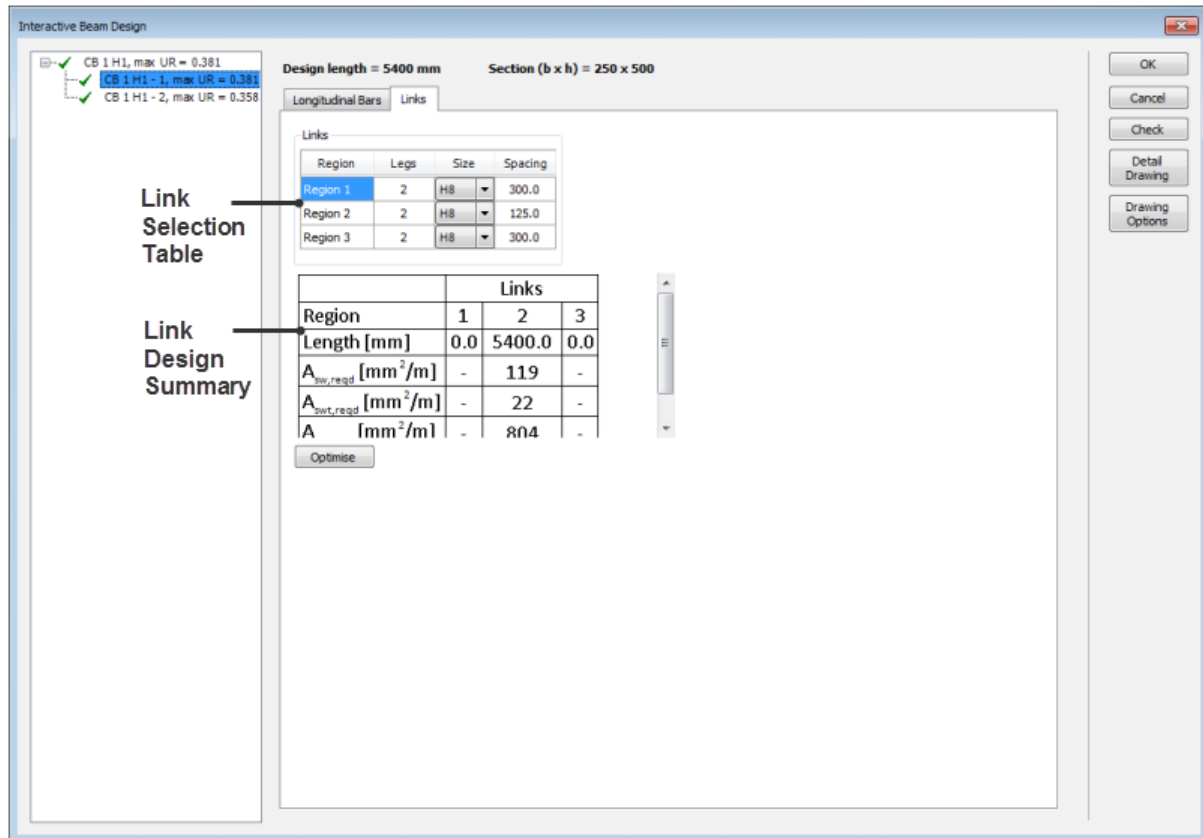 Interactive Beam Design
CB 1 H1, max UR = 0.381
CB 1 H1 - 1, max UR = 0.381
CB 1 H1 - 2, max UR = 0.358
Design length = 5400 mm Section (b x h) = 250 x 500
Longitudinal Bars Links
Links
Region Legs Size Spacing
Region 1 2 H8 300.0
Region 2 2 H8 125.0
Region 3 2 H8 300.0
Link
Selection
Table
Links
Region 1 2 3
Length [mm] 0.0 5400.0 0.0
Asw,reqd [mm²/m] - 119 -
Aswt,reqd [mm²/m] - 22 -
A [mm²/m] - 804 -
Link
Design
Summary
Optimise
OK
Cancel
Check
Detail
Drawing
Drawing
Options